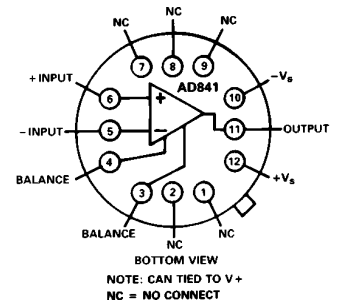 NC
NC NC
7 8 9
AD841
+ INPUT 6 + 10 −Vs
− INPUT 5 − 11 OUTPUT
4 12
BALANCE +Vs
3 2 1
BALANCE NC
NC
BOTTOM VIEW
NOTE: CAN TIED TO V+
NC = NO CONNECT